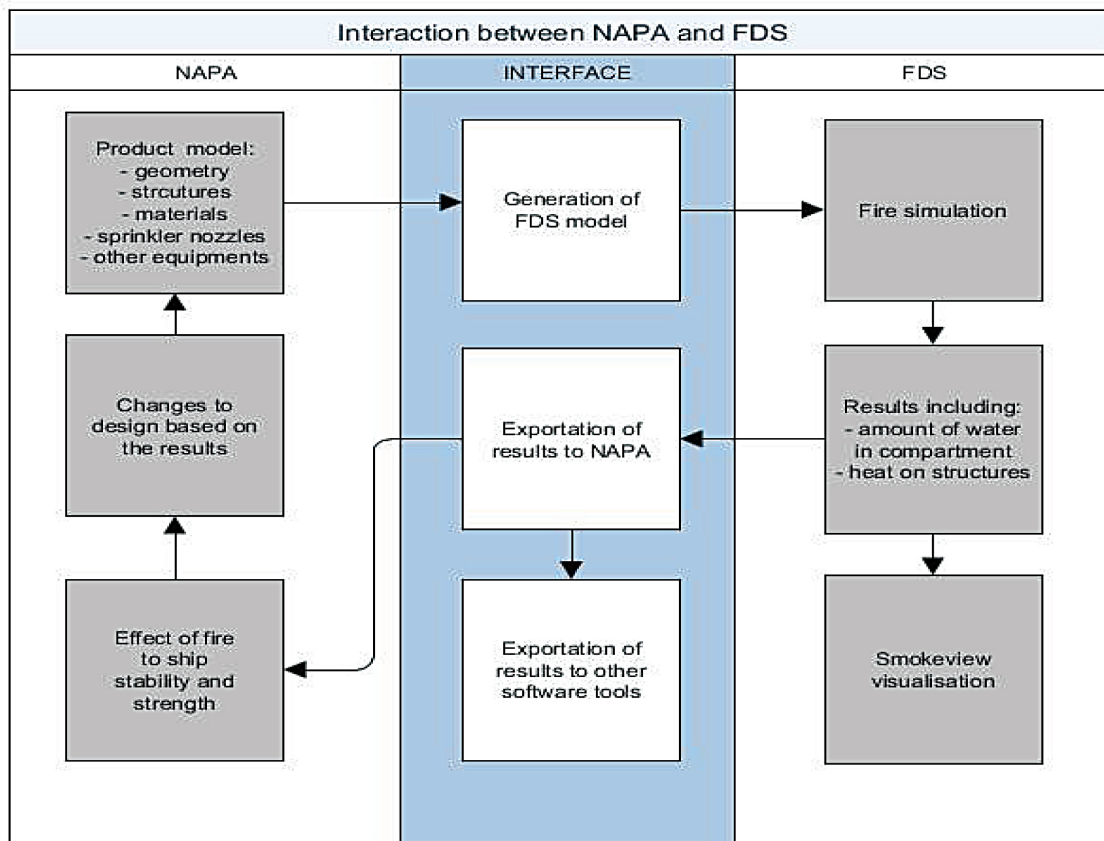 Interaction between NAPA and FDS
NAPA
INTERFACE
FDS
Product model:
- geometry
- strcutures
- materials
- sprinkler nozzles
- other equipments
Generation of
FDS model
Fire simulation
Changes to
design based on
the results
Exportation of
results to NAPA
Results including:
- amount of water
in compartment
- heat on structures
Effect of fire
to ship
stability and
strength
Exportation of
results to other
software tools
Smokeview
visualisation